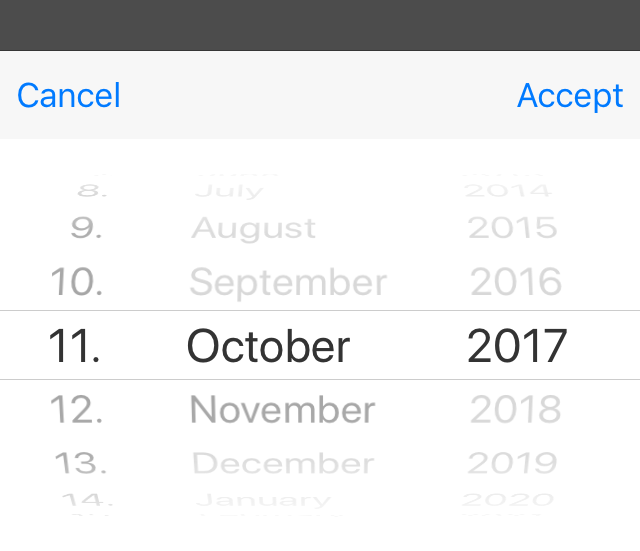 Cancel Accept
8. July 2014
9. August 2015
10. September 2016
11. October 2017
12. November 2018
13. December 2019
14. January 2020